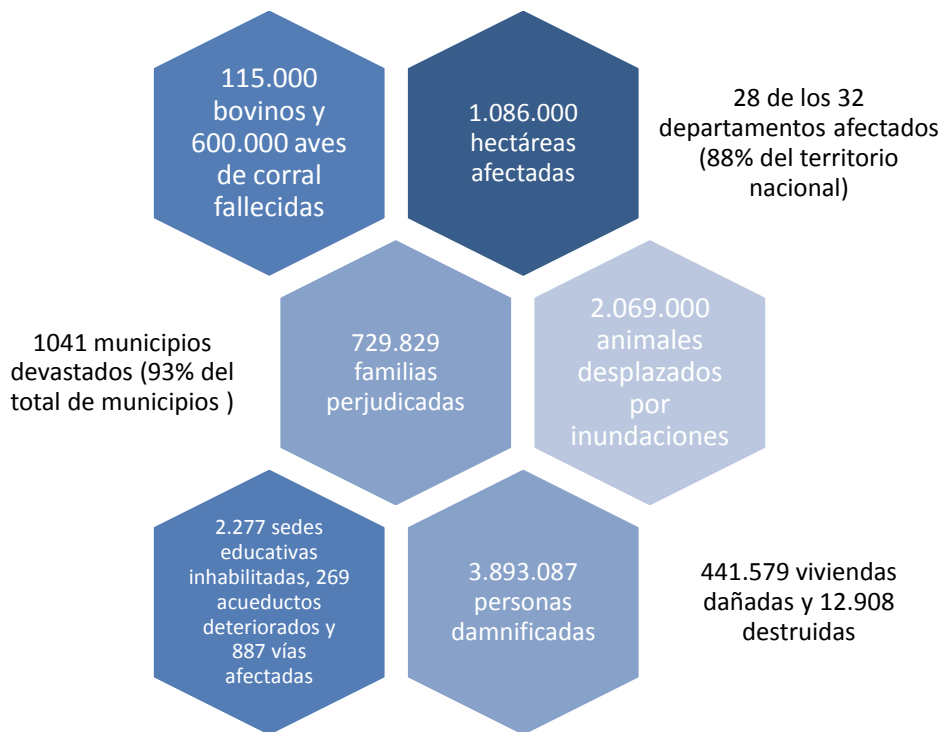 115.000
bovinos y
600.000 aves
de corral
fallecidas
1.086.000
hectáreas
afectadas
28 de los 32
departamentos afectados
(88% del territorio
nacional)
1041 municipios
devastados (93% del
total de municipios )
729.829
familias
perjudicadas
2.069.000
animales
desplazados
por
inundaciones
2.277 sedes
educativas
inhabilitadas, 269
acueductos
deteriorados y
887 vías
afectadas
3.893.087
personas
damnificadas
441.579 viviendas
dañadas y 12.908
destruidas